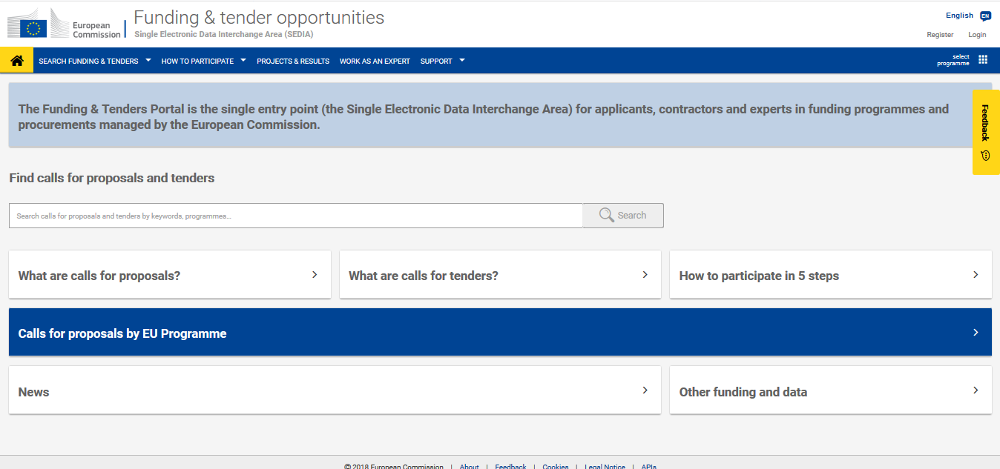 European
Commission
Funding & tender opportunities
Single Electronic Data Interchange Area (SEDIA)
English EN
Register Login
SEARCH FUNDING & TENDERS HOW TO PARTICIPATE PROJECTS & RESULTS WORK AS AN EXPERT SUPPORT
select
programme
The Funding & Tenders Portal is the single entry point (the Single Electronic Data Interchange Area) for applicants, contractors and experts in funding programmes and
procurements managed by the European Commission.
Feedback
Find calls for proposals and tenders
Search calls for proposals and tenders by keywords, programmes...
Search
What are calls for proposals?
What are calls for tenders?
How to participate in 5 steps
Calls for proposals by EU Programme
News
Other funding and data
© 2018 European Commission | About | Feedback | Cookies | Legal Notice | APIs